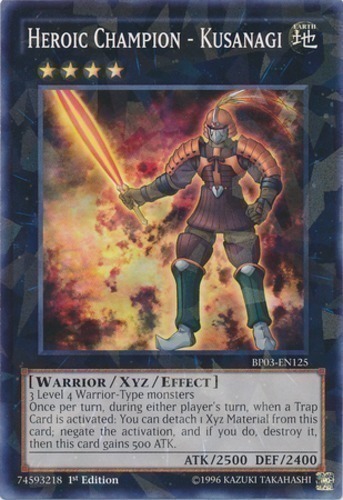 HEROIC CHAMPION - KUSANAGI
EARTH
地
BP03-EN125
[WARRIOR / XYZ / EFFECT]
3 Level 4 Warrior-Type monsters
Once per turn, during either player's turn, when a Trap
Card is activated: You can detach 1 Xyz Material from this
card; negate the activation, and if you do, destroy it,
then this card gains 500 ATK.
ATK/2500 DEF/2400
74593218 1st Edition ©1996 KAZUKI TAKAHASHI